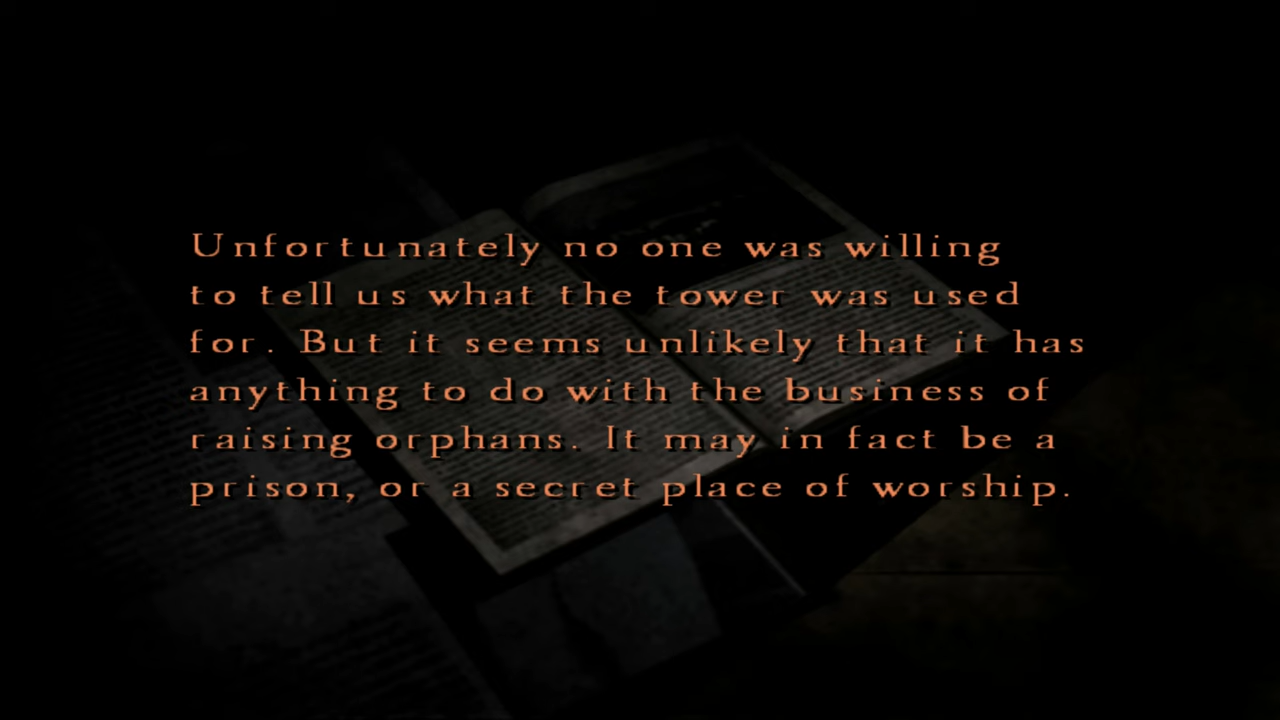 Unfortunately no one was willing
to tell us what the tower was used
for. But it seems unlikely that it has
anything to do with the business of
raising orphans. It may in fact be a
prison, or a secret place of worship.